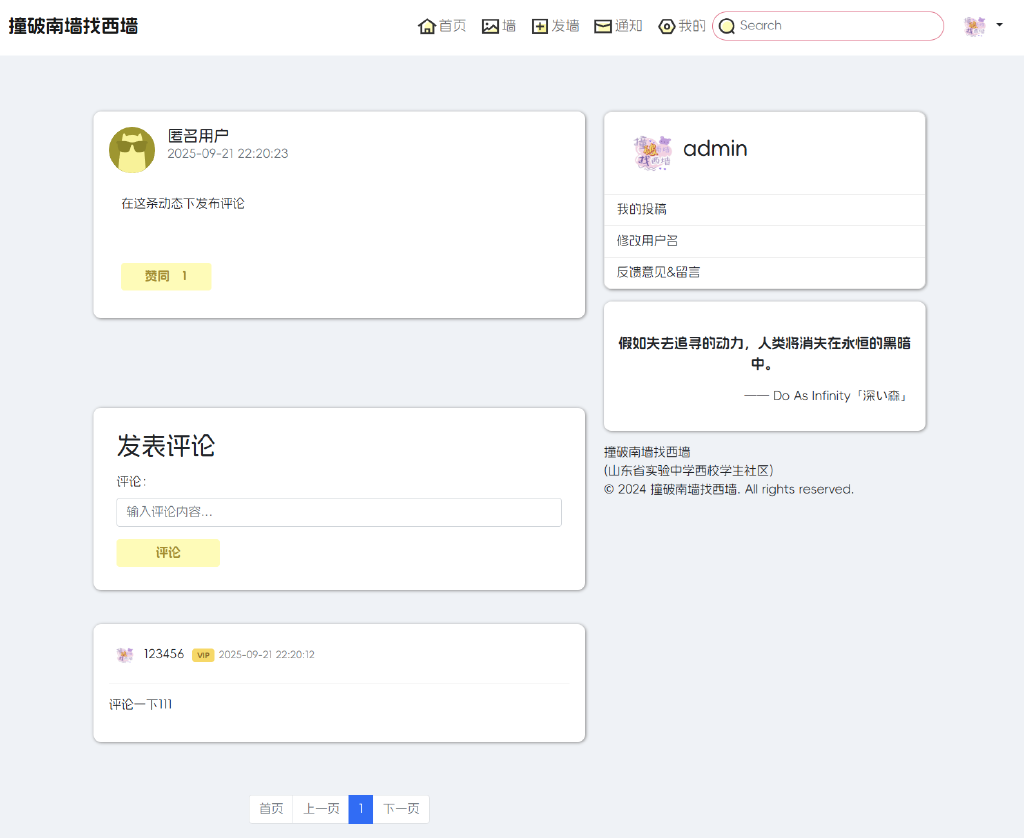 撞破南墙找西墙
首页 墙 发墙 通知 我的 Search
匿名用户
2025-09-21 22:20:23
在这条动态下发布评论
赞同 1
发表评论
评论：
输入评论内容...
评论
123456 VIP 2025-09-21 22:20:12
评论一下111
首页 上一页 1 下一页
admin
我的投稿
修改用户名
反馈意见&留言
假如失去追寻的动力，人类将消失在永恒的黑暗
中。
—— Do As Infinity「深い森」
撞破南墙找西墙
(山东省实验中学西校学生社区)
© 2024 撞破南墙找西墙. All rights reserved.